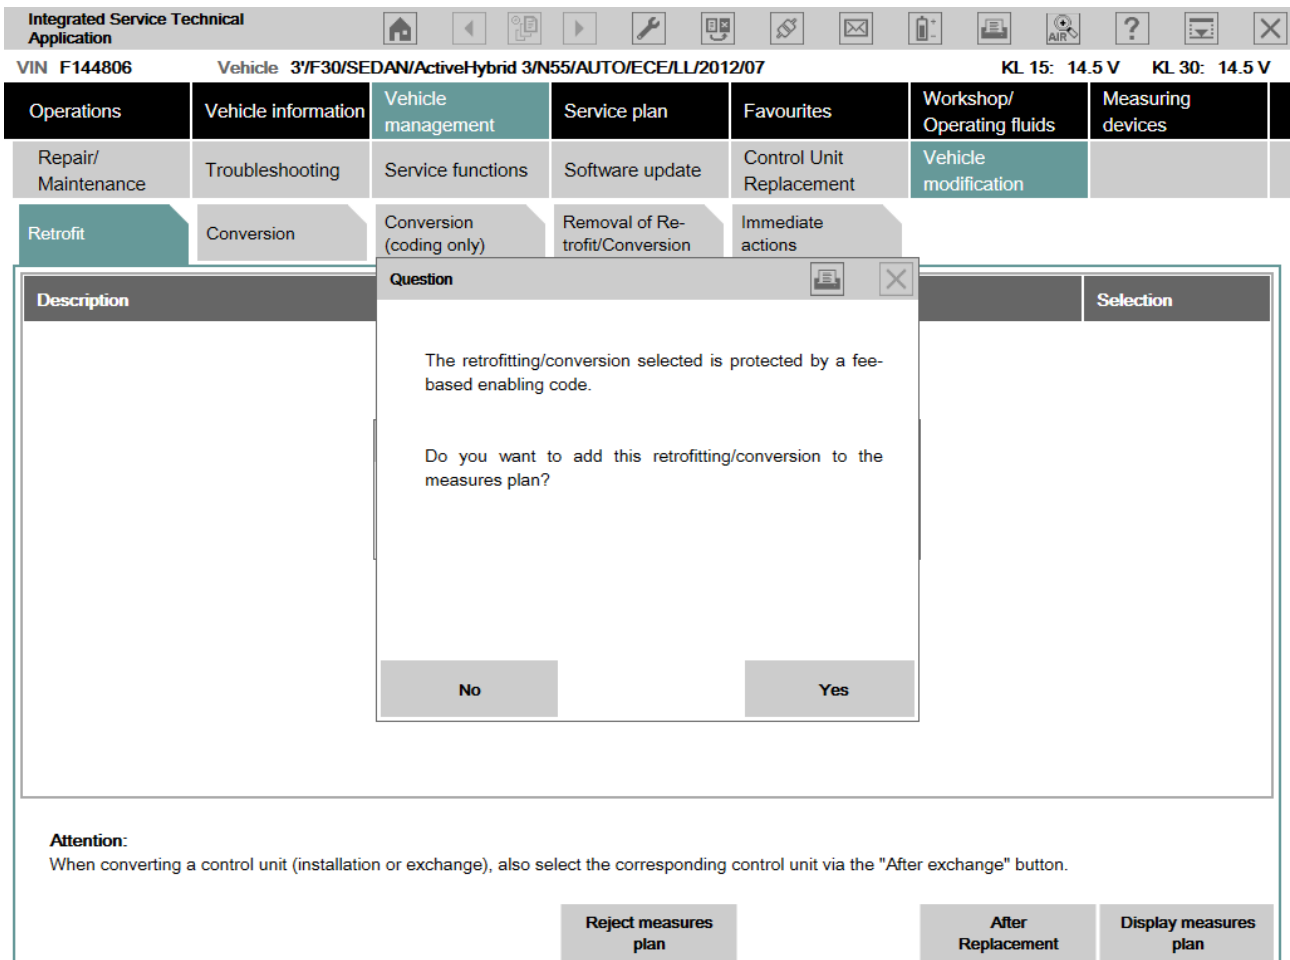 Integrated Service Technical
Application
AIR
?
VIN F144806 Vehicle 3'/F30/SEDAN/ActiveHybrid 3/N55/AUTO/ECE/LL/2012/07 KL 15: 14.5 V KL 30: 14.5 V
Operations
Vehicle information
Vehicle
management
Service plan
Favourites
Workshop/
Operating fluids
Measuring
devices
Repair/
Maintenance
Troubleshooting
Service functions
Software update
Control Unit
Replacement
Vehicle
modification
Retrofit
Conversion
Conversion
(coding only)
Removal of Re-
trofit/Conversion
Immediate
actions
Question
Description
Selection
The retrofitting/conversion selected is protected by a fee-
based enabling code.
Do you want to add this retrofitting/conversion to the
measures plan?
No
Yes
Attention:
When converting a control unit (installation or exchange), also select the corresponding control unit via the "After exchange" button.
Reject measures
plan
After
Replacement
Display measures
plan